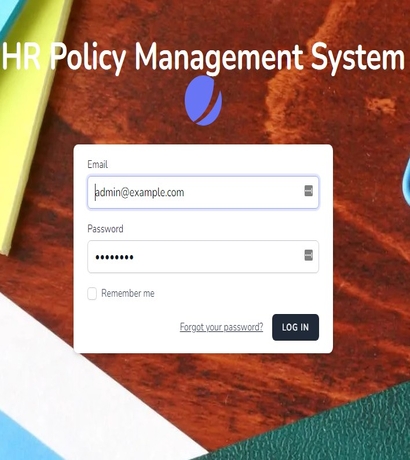 HR Policy Management System
Email
admin@example.com
Password
••••••••
Remember me
Forgot your password?
LOG IN